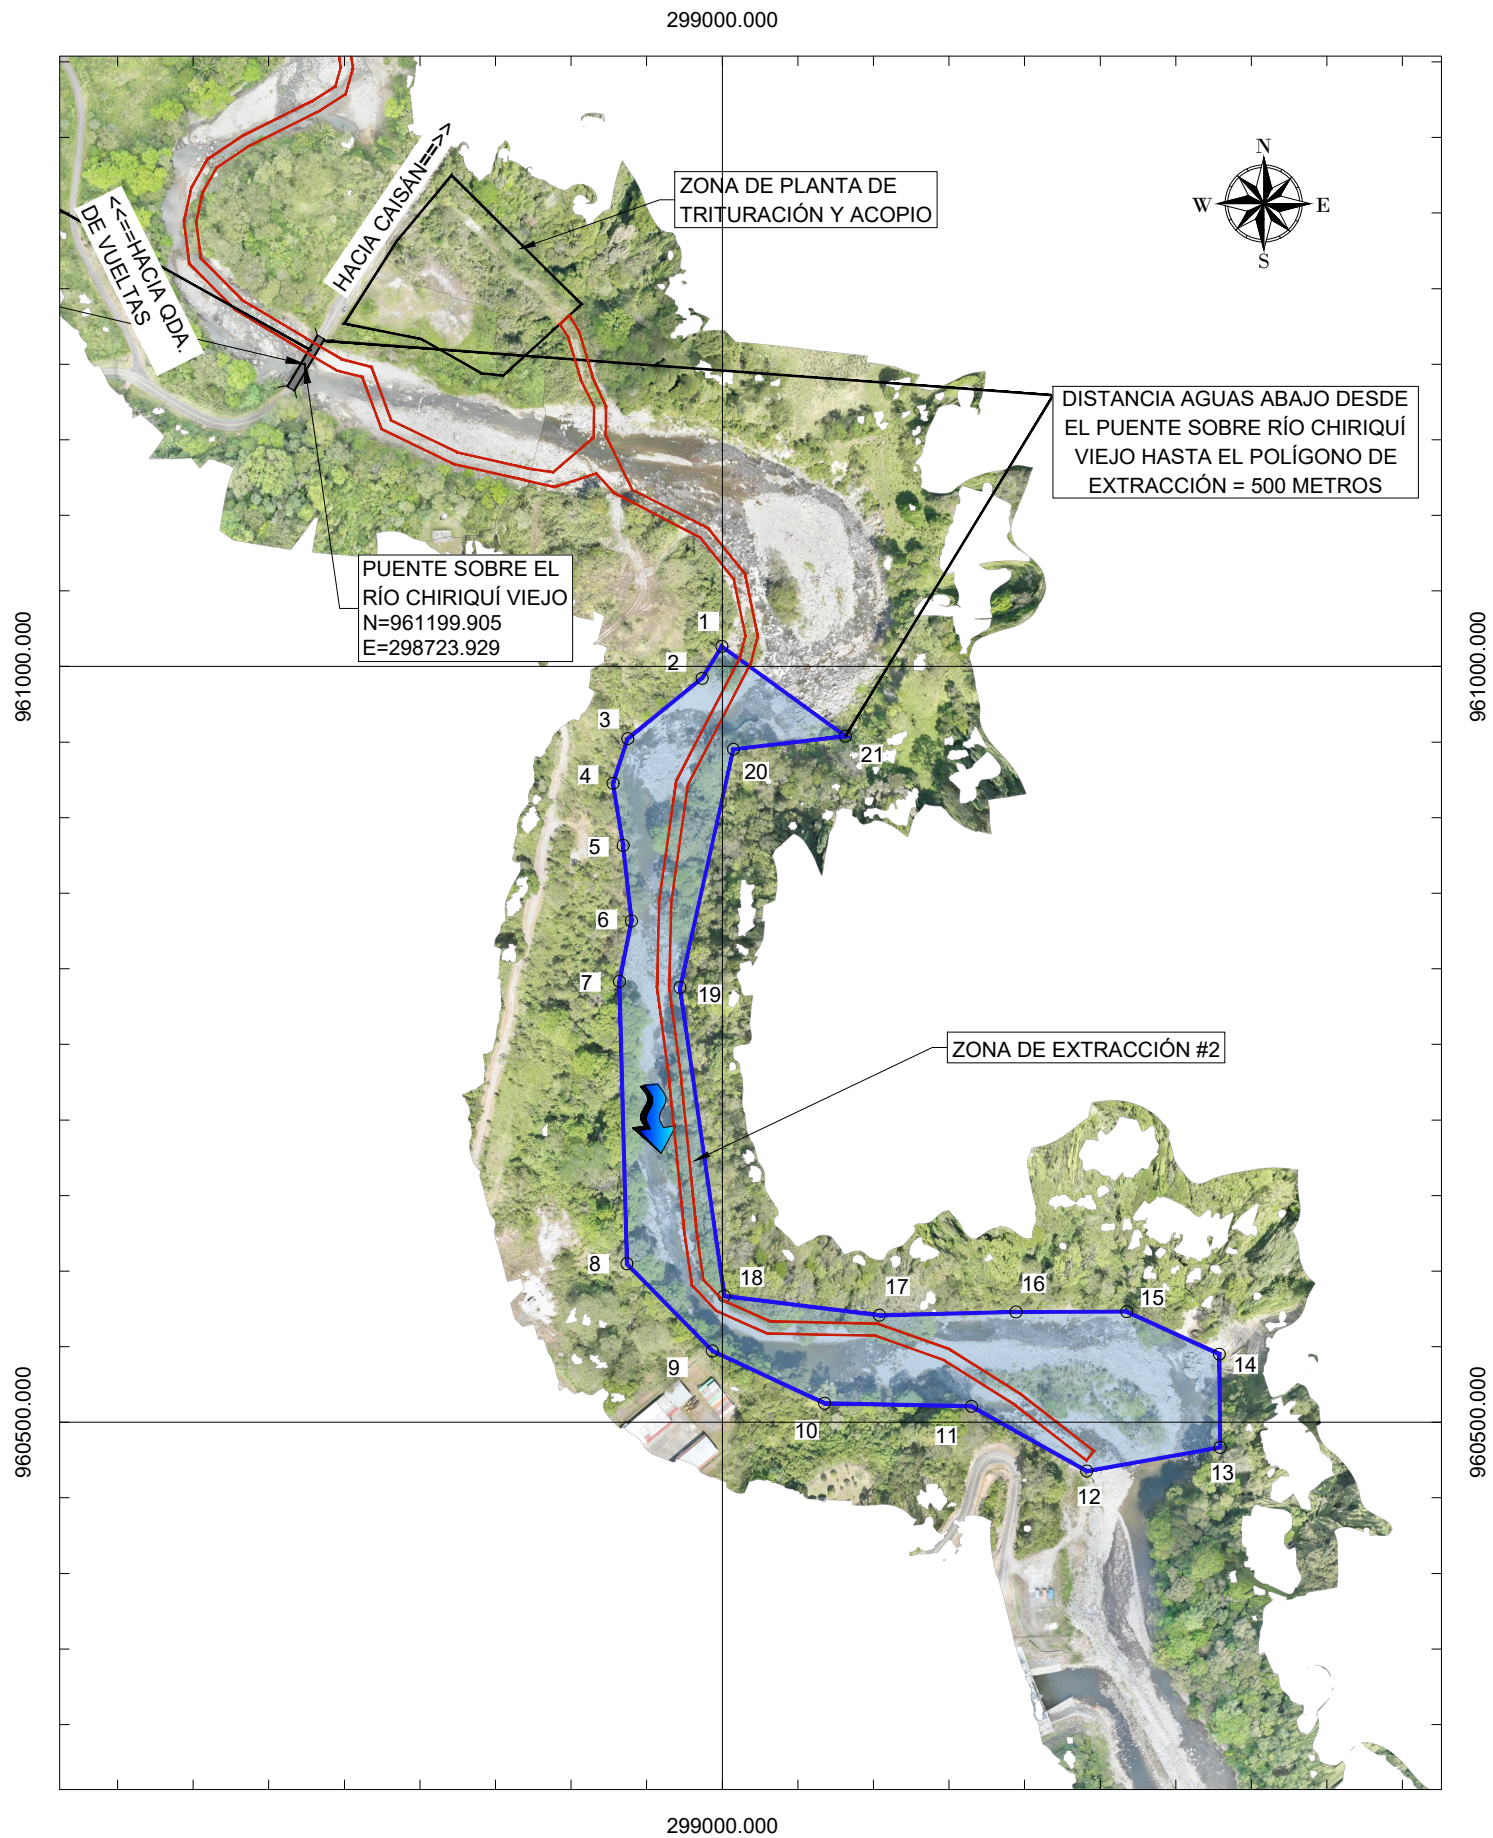 299000.000
N
W
E
S
ZONA DE PLANTA DE
TRITURACIÓN Y ACOPIO
HACIA CAISÁN==>>
<<==HACIA QDA.
DE VUELTAS
DISTANCIA AGUAS ABAJO DESDE
EL PUENTE SOBRE RÍO CHIRIQUÍ
VIEJO HASTA EL POLÍGONO DE
EXTRACCIÓN = 500 METROS
PUENTE SOBRE EL
RÍO CHIRIQUÍ VIEJO
N=961199.905
E=298723.929
961000.000
961000.000
1
2
3
4
5
6
7
8
9
10
11
12
13
14
15
16
17
18
19
20
21
ZONA DE EXTRACCIÓN #2
960500.000
960500.000
299000.000